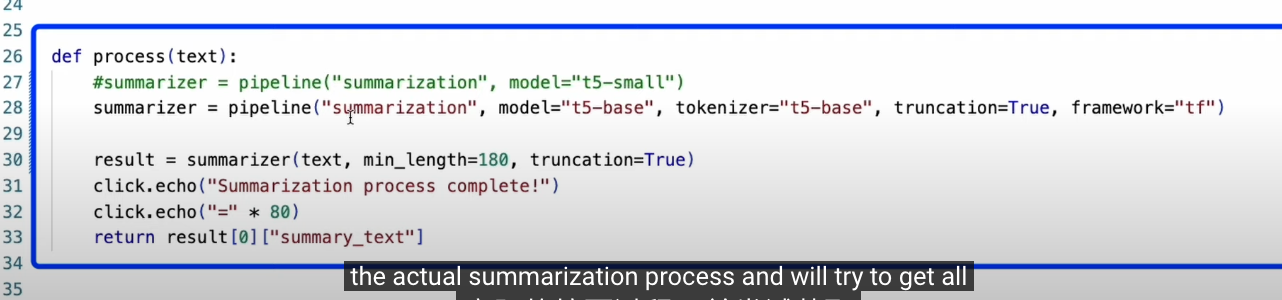 24
25
26 def process(text):
27     #summarizer = pipeline("summarization", model="t5-small")
28     summarizer = pipeline("summarization", model="t5-base", tokenizer="t5-base", truncation=True, framework="tf")
29
30     result = summarizer(text, min_length=180, truncation=True)
31     click.echo("Summarization process complete!")
32     click.echo("=" * 80)
33     return result[0]["summary_text"]
34
the actual summarization process and will try to get all
35